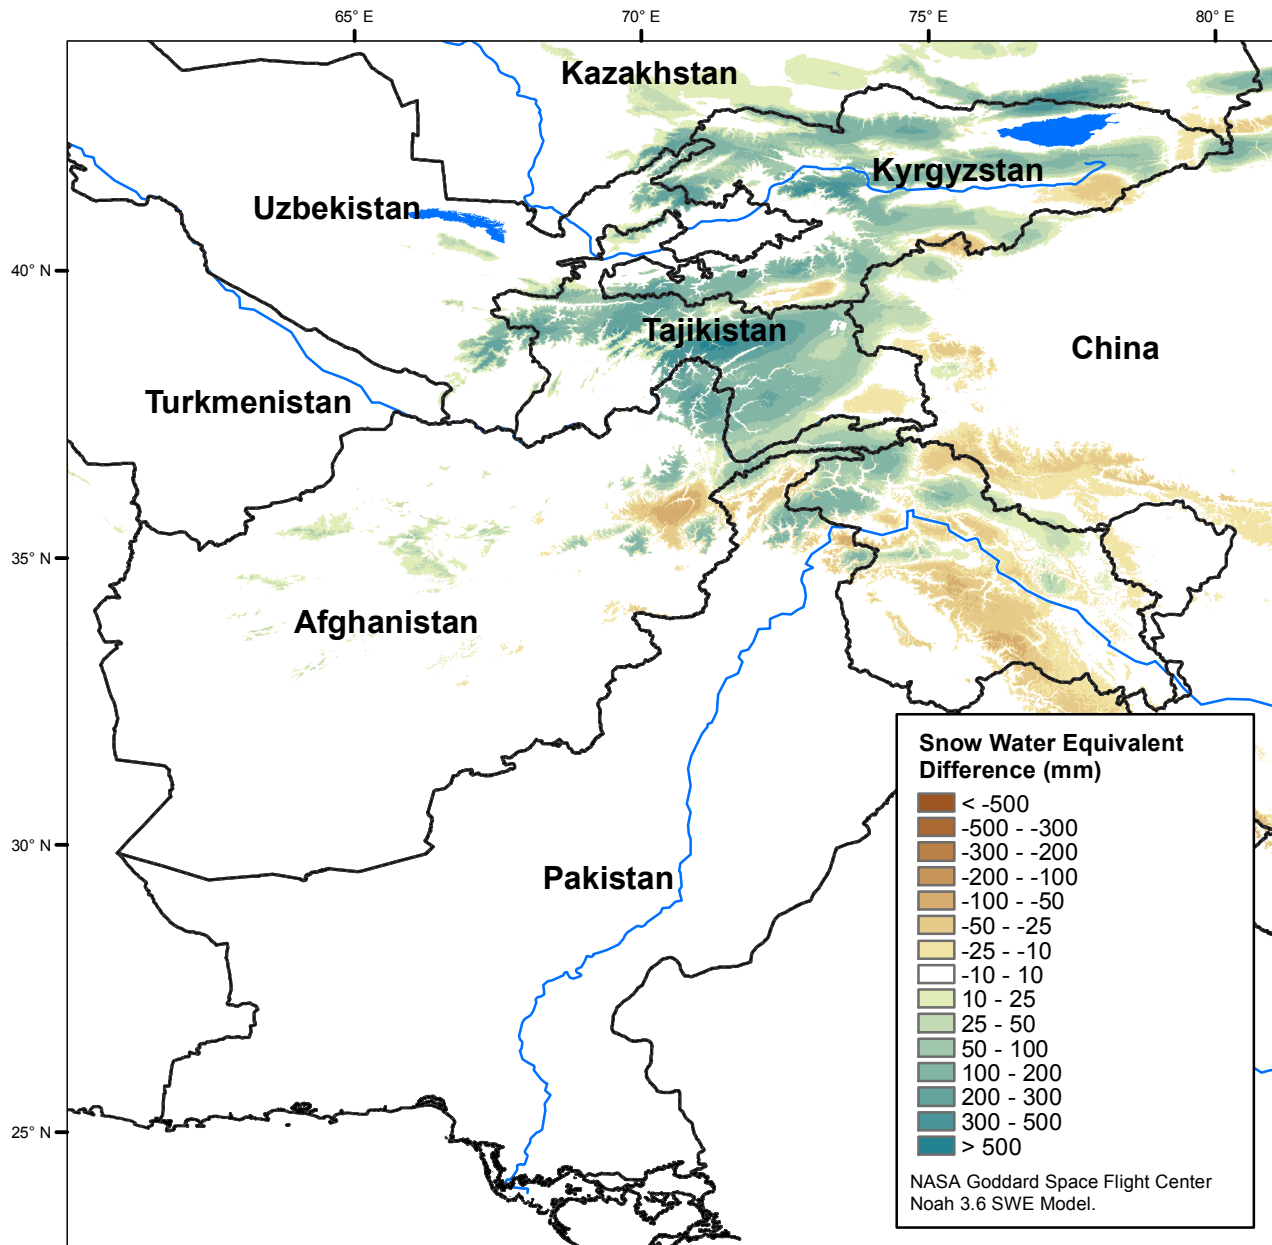 65° E
70° E
75° E
80° E
Kazakhstan
Kyrgyzstan
Uzbekistan
40° N
Tajikistan
China
Turkmenistan
35° N
Afghanistan
Snow Water Equivalent
Difference (mm)
< -500
-500 - -300
-300 - -200
-200 - -100
-100 - -50
-50 - -25
-25 - -10
-10 - 10
10 - 25
25 - 50
50 - 100
100 - 200
200 - 300
300 - 500
> 500
30° N
Pakistan
25° N
NASA Goddard Space Flight Center
Noah 3.6 SWE Model.